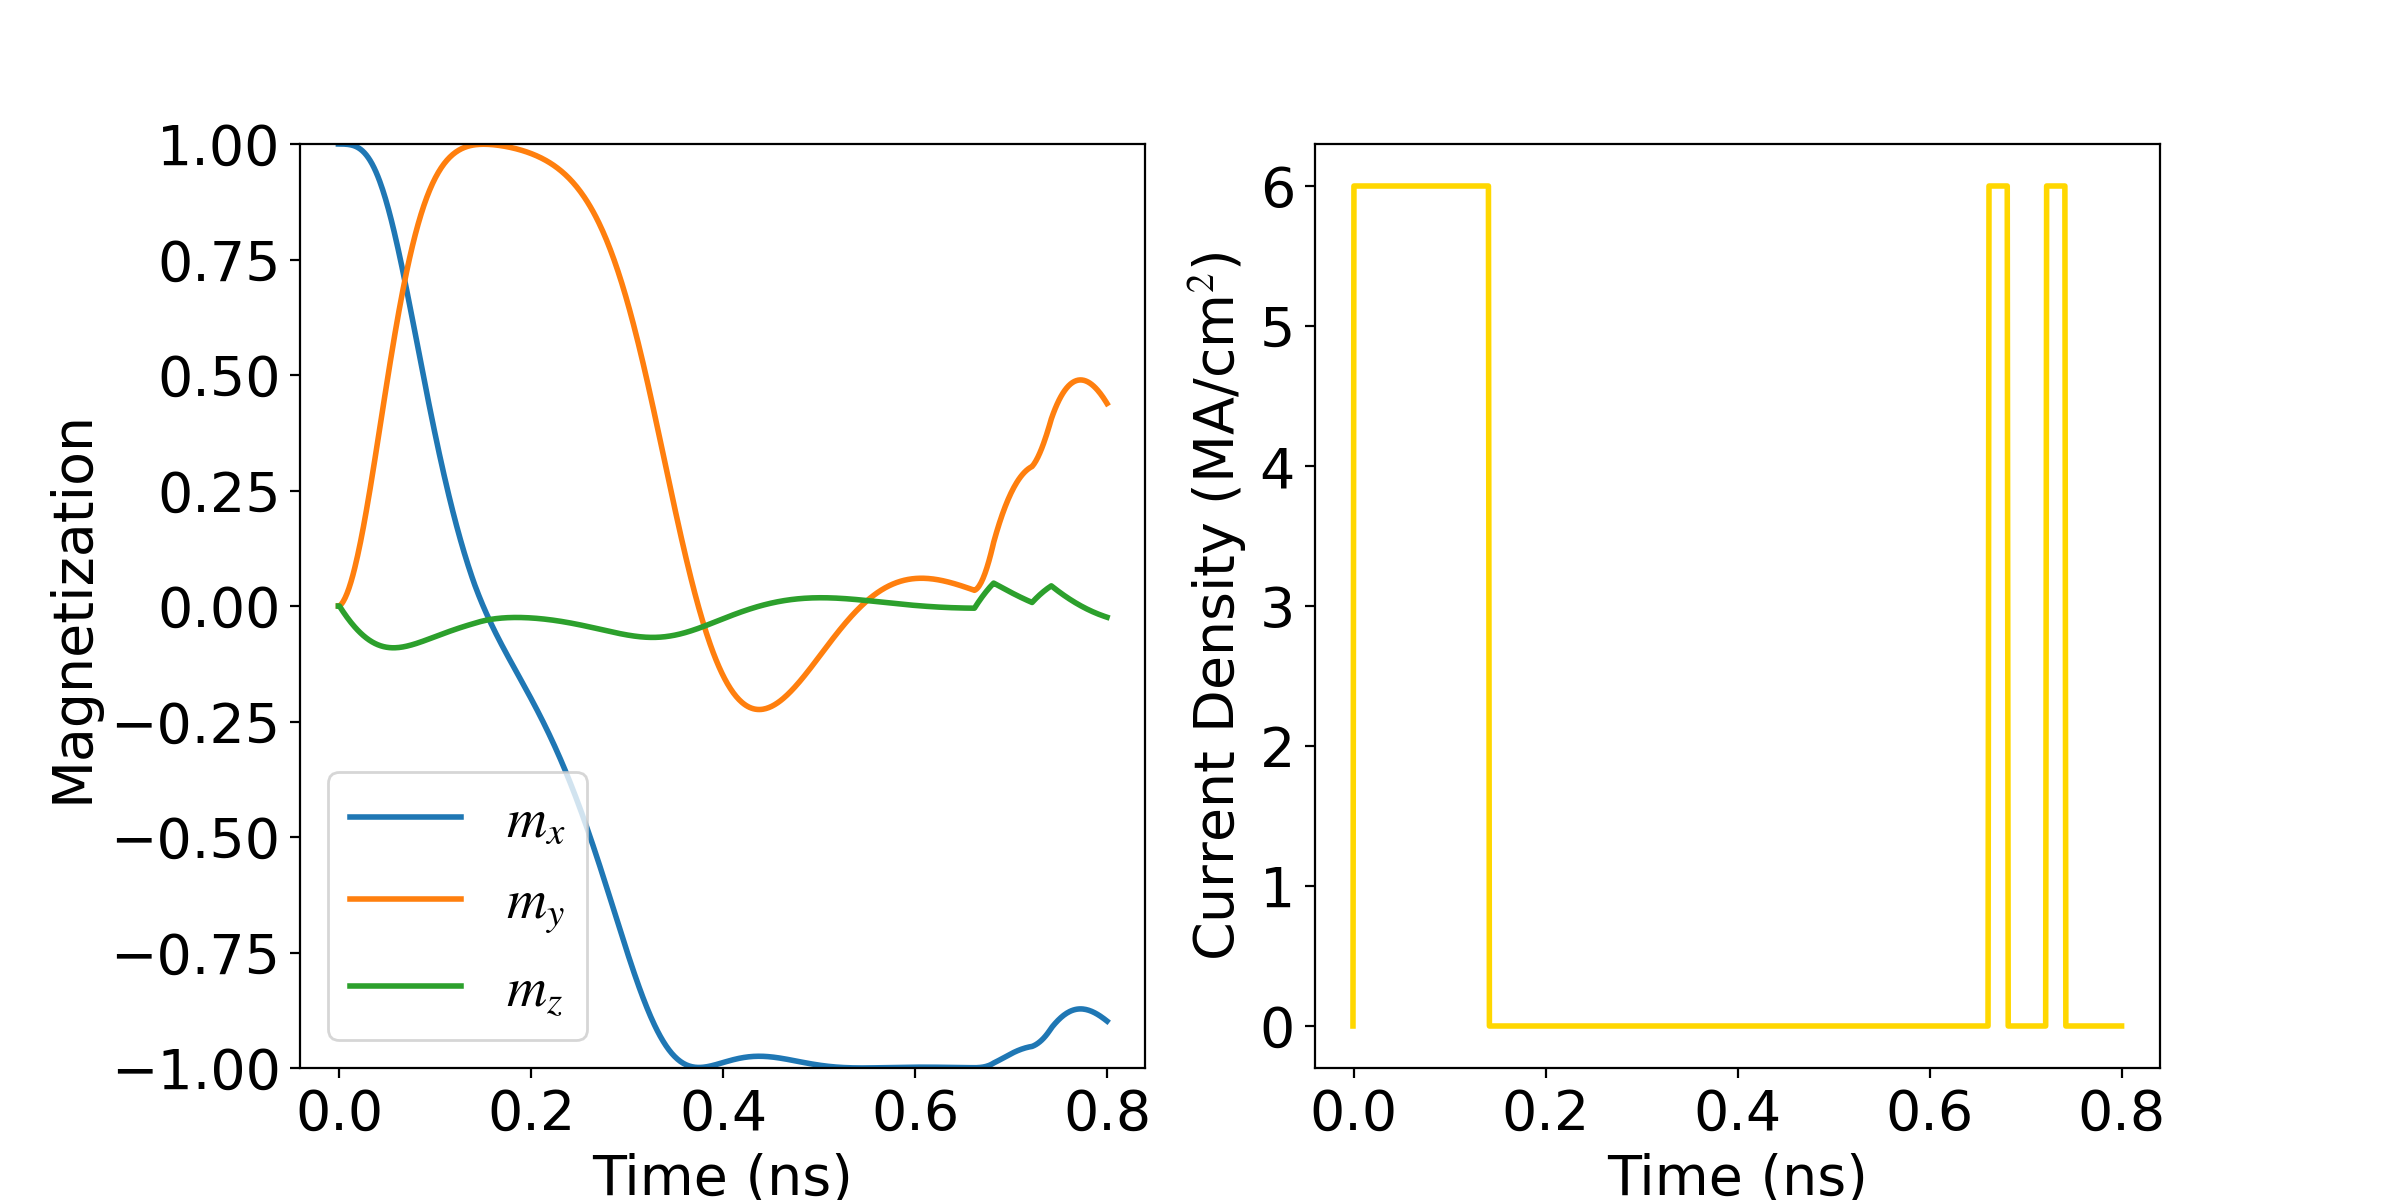 1.00
0.75
0.50
0.25
0.00
−0.25
−0.50
−0.75
−1.00
Magnetization
m_x
m_y
m_z
0.0 0.2 0.4 0.6 0.8
Time (ns)
6
5
4
3
2
1
0
Current Density (MA/cm²)
0.0 0.2 0.4 0.6 0.8
Time (ns)